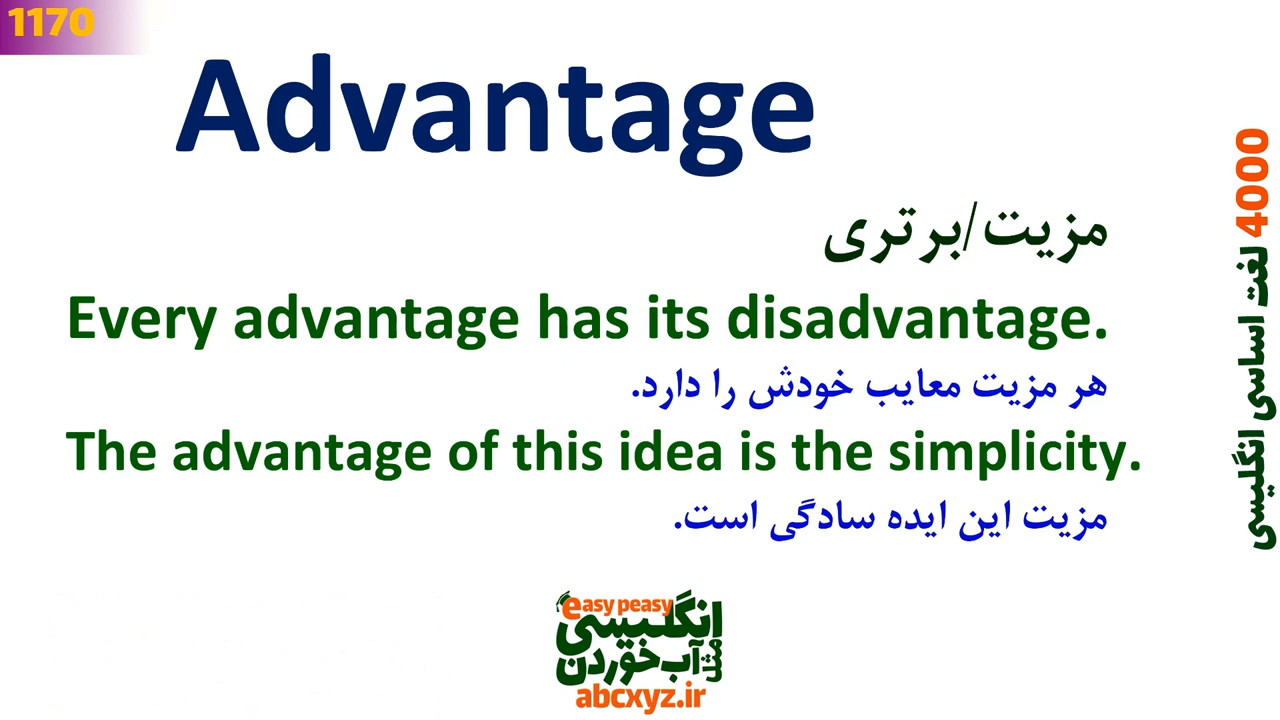 1170
Advantage
مزیت/برتری
Every advantage has its disadvantage.
هر مزیت معایب خودش را دارد.
The advantage of this idea is the simplicity.
مزیت این ایده سادگی است.
4000 لغت اساسی انگلیسی
easy peasy
انگلیسی
مثل آب خوردن
abcxyz.ir